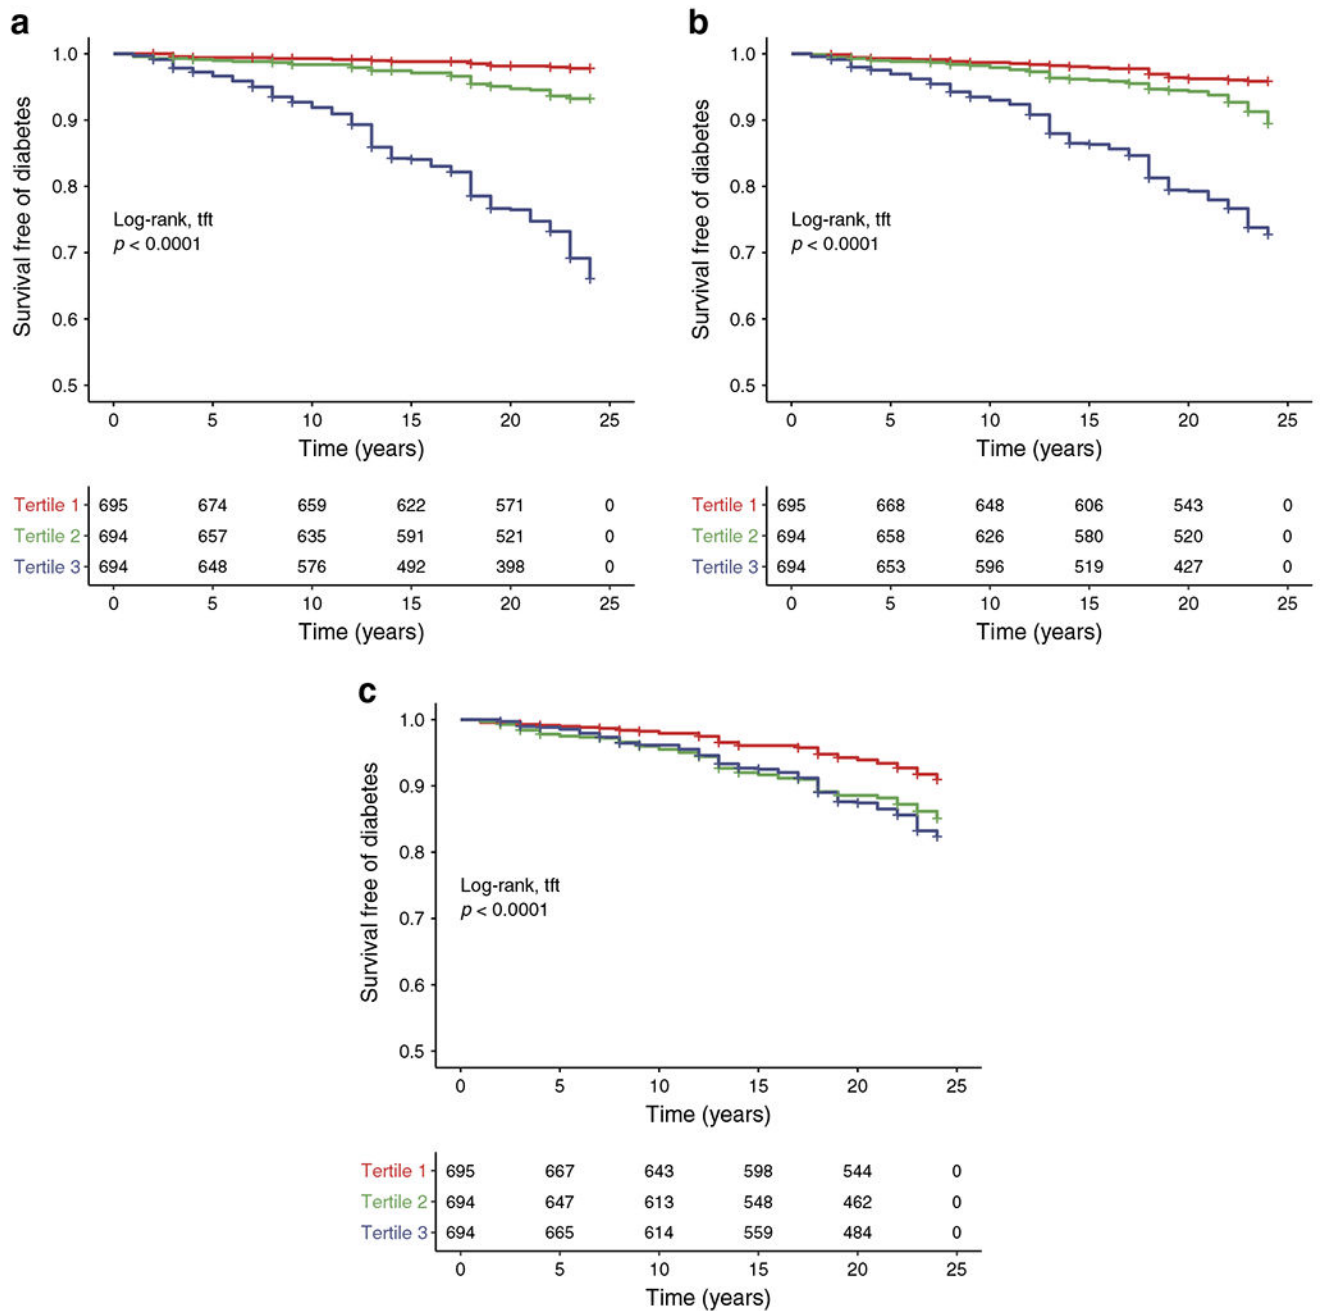 a
Survival free of diabetes
1.0
0.9
0.8
0.7
0.6
0.5
Log-rank, tft
p < 0.0001
0 5 10 15 20 25
Time (years)
Tertile 1 695 674 659 622 571 0
Tertile 2 694 657 635 591 521 0
Tertile 3 694 648 576 492 398 0
0 5 10 15 20 25
Time (years)
b
Survival free of diabetes
1.0
0.9
0.8
0.7
0.6
0.5
Log-rank, tft
p < 0.0001
0 5 10 15 20 25
Time (years)
Tertile 1 695 668 648 606 543 0
Tertile 2 694 658 626 580 520 0
Tertile 3 694 653 596 519 427 0
0 5 10 15 20 25
Time (years)
c
Survival free of diabetes
1.0
0.9
0.8
0.7
0.6
0.5
Log-rank, tft
p < 0.0001
0 5 10 15 20 25
Time (years)
Tertile 1 695 667 643 598 544 0
Tertile 2 694 647 613 548 462 0
Tertile 3 694 665 614 559 484 0
0 5 10 15 20 25
Time (years)